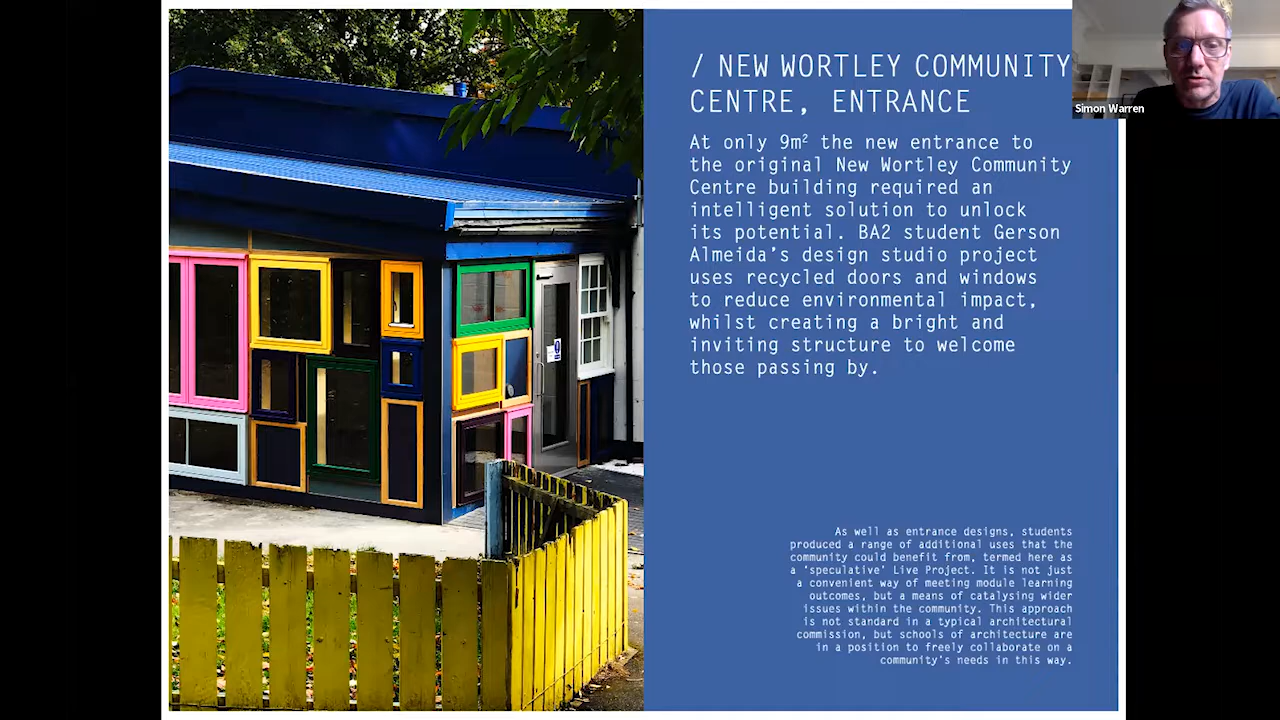 / NEW WORTLEY COMMUNITY
CENTRE, ENTRANCE
Simon Warren
At only 9m² the new entrance to
the original New Wortley Community
Centre building required an
intelligent solution to unlock
its potential. BA2 student Gerson
Almeida's design studio project
uses recycled doors and windows
to reduce environmental impact,
whilst creating a bright and
inviting structure to welcome
those passing by.
As well as entrance designs, students
produced a range of additional uses that the
community could benefit from, termed here as
a 'speculative' Live Project. It is not just
a convenient way of meeting module learning
outcomes, but a means of catalysing wider
issues within the community. This approach
is not standard in a typical architectural
commission, but schools of architecture are
in a position to freely collaborate on a
community's needs in this way.